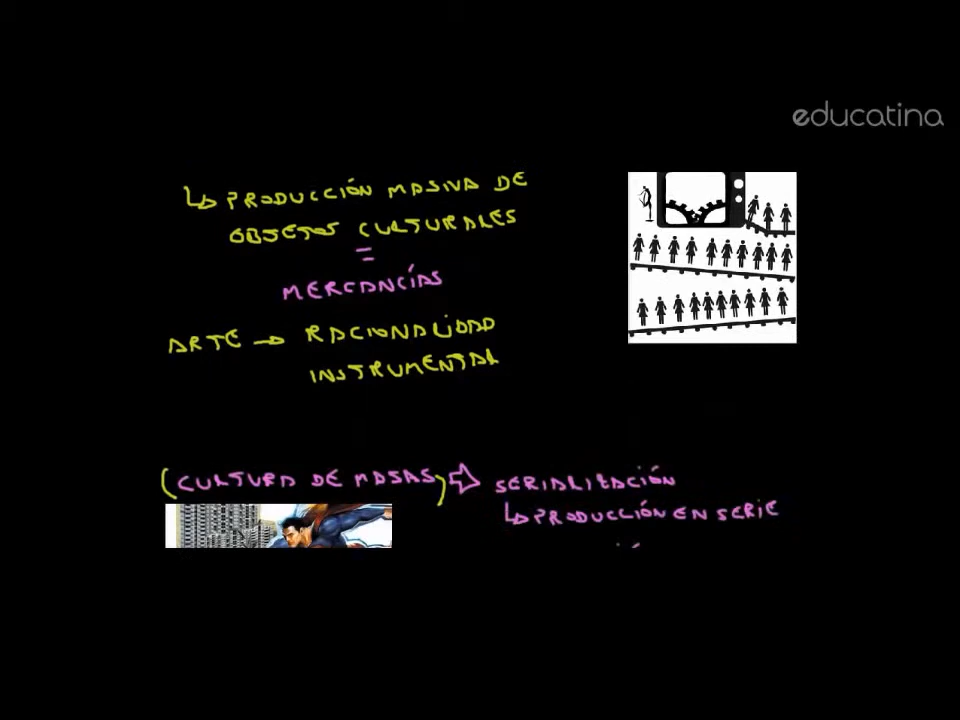 educatina
↳ PRODUCCIÓN MASIVA DE
OBJETOS CULTURALES
=
MERCANCÍAS
ARTE → RACIONALIDAD
INSTRUMENTAL
(CULTURA DE MASAS) ⇨ SERIALIZACIÓN
↳ PRODUCCIÓN EN SERIE